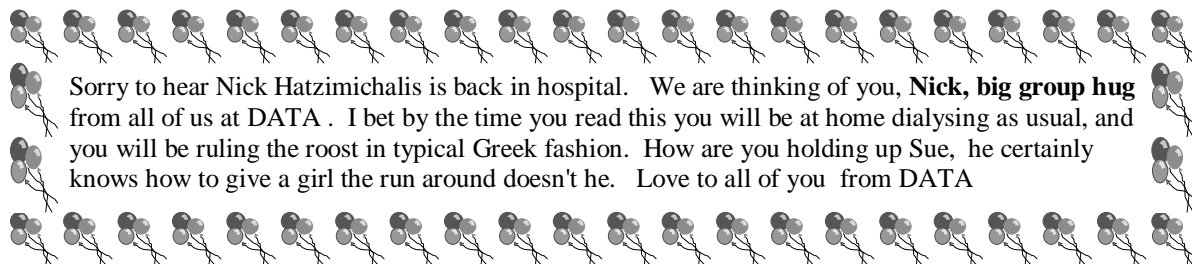 Sorry to hear Nick Hatzimichalis is back in hospital.   We are thinking of you, Nick, big group hug
from all of us at DATA .  I bet by the time you read this you will be at home dialysing as usual, and
you will be ruling the roost in typical Greek fashion.  How are you holding up Sue,  he certainly
knows how to give a girl the run around doesn't he.   Love to all of you  from DATA